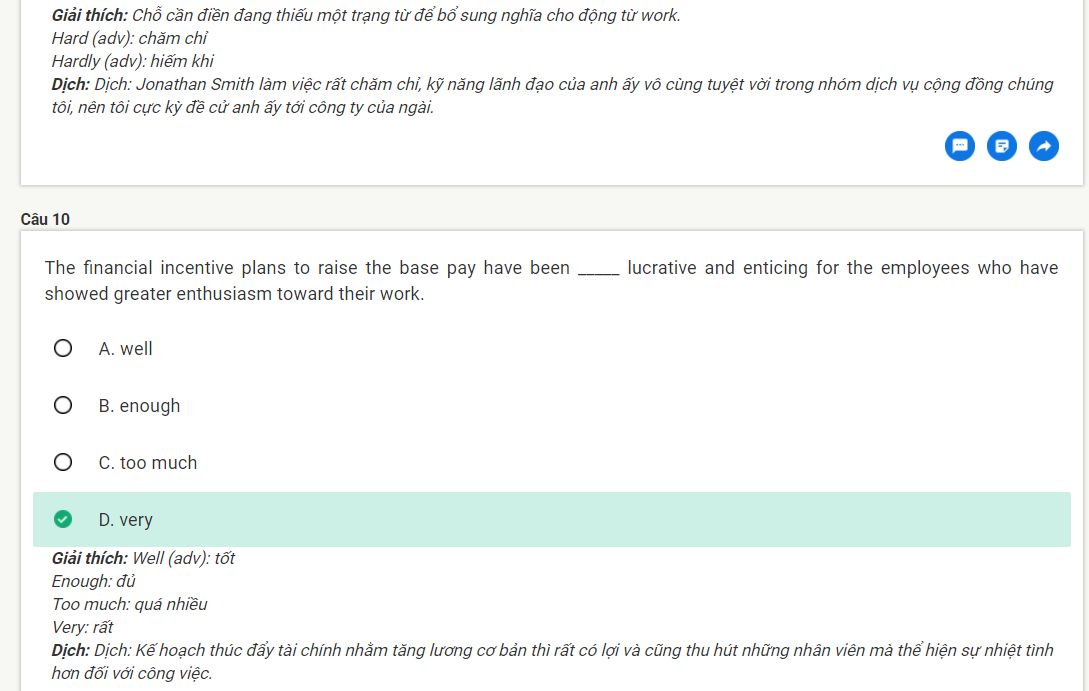 Giải thích: Chỗ cần điền đang thiếu một trạng từ để bổ sung nghĩa cho động từ work.
Hard (adv): chăm chỉ
Hardly (adv): hiếm khi
Dịch: Dịch: Jonathan Smith làm việc rất chăm chỉ, kỹ năng lãnh đạo của anh ấy vô cùng tuyệt vời trong nhóm dịch vụ cộng đồng chúng
tôi, nên tôi cực kỳ đề cử anh ấy tới công ty của ngài.
Câu 10
The financial incentive plans to raise the base pay have been _____ lucrative and enticing for the employees who have
showed greater enthusiasm toward their work.
A. well
B. enough
C. too much
D. very
Giải thích: Well (adv): tốt
Enough: đủ
Too much: quá nhiều
Very: rất
Dịch: Dịch: Kế hoạch thúc đẩy tài chính nhằm tăng lương cơ bản thì rất có lợi và cũng thu hút những nhân viên mà thể hiện sự nhiệt tình
hơn đối với công việc.